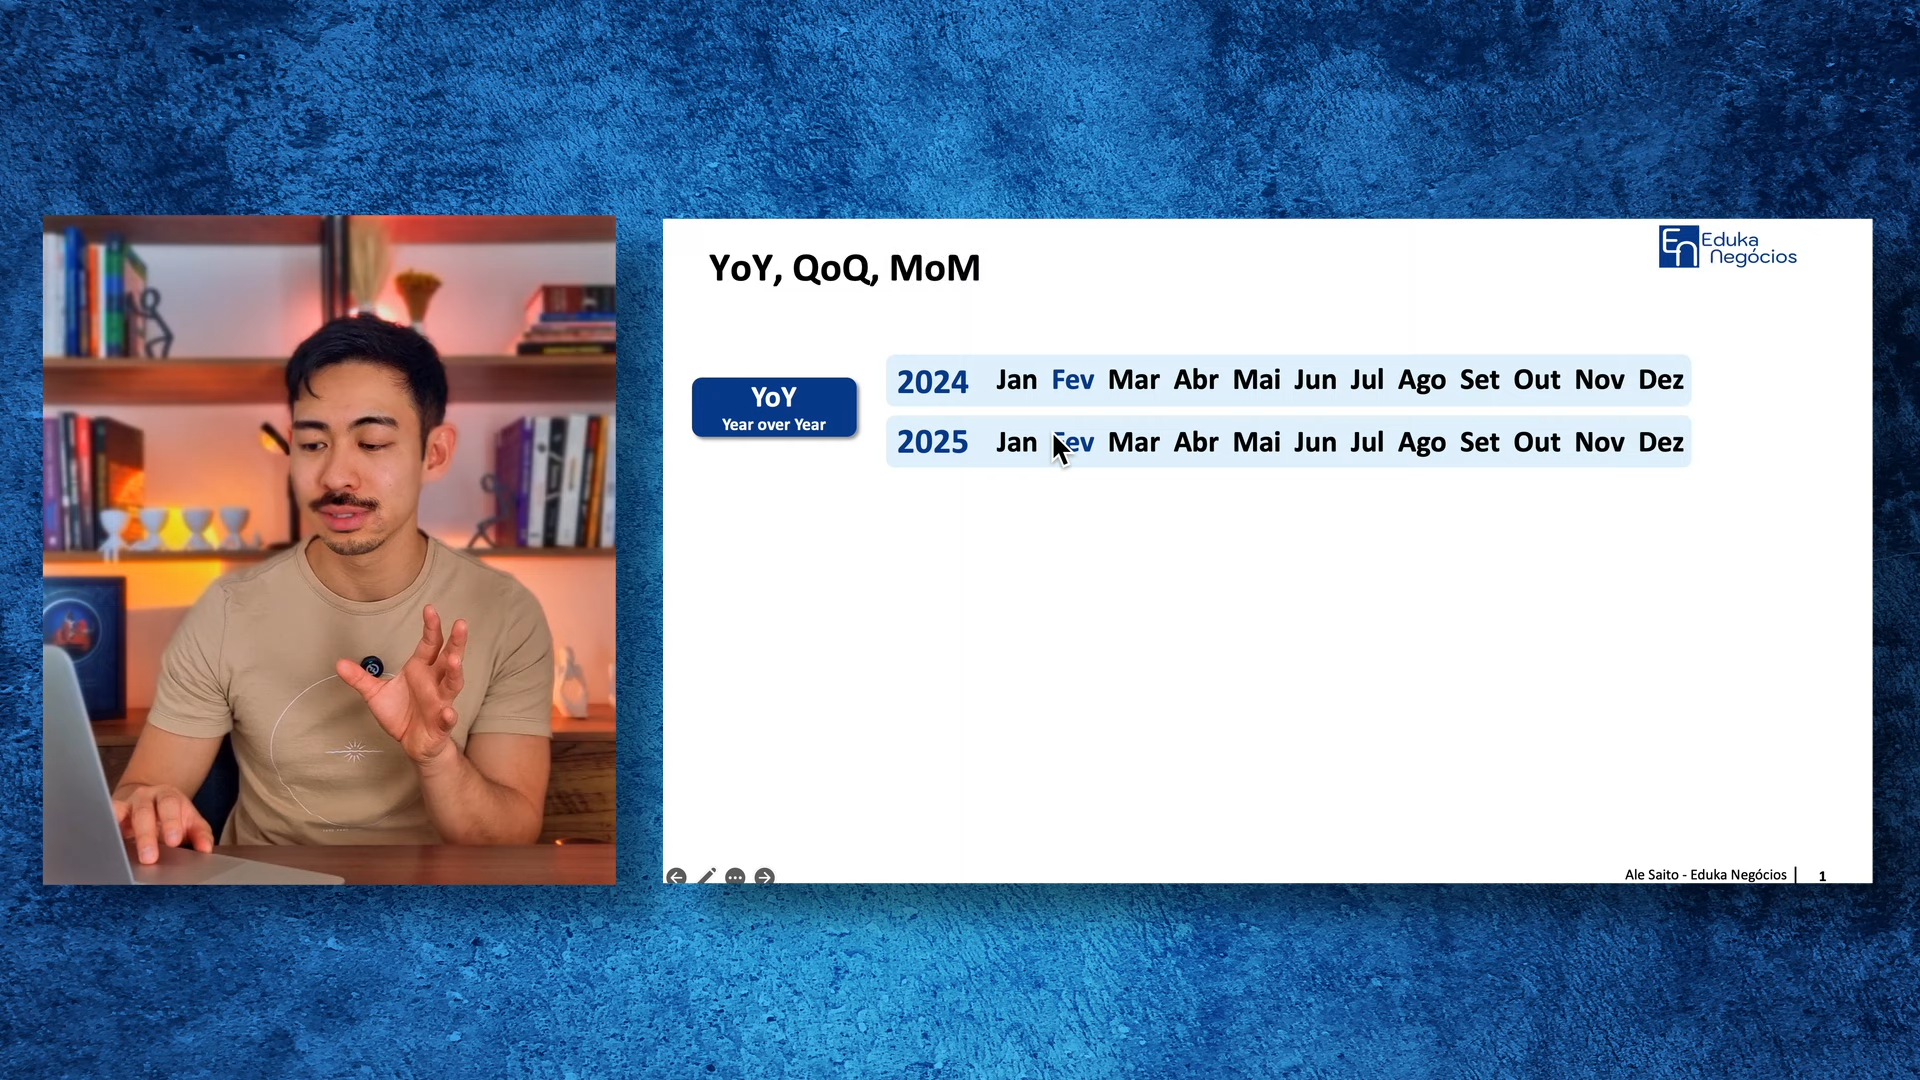 Eduka
Negócios
YoY, QoQ, MoM
YoY
Year over Year
2024 Jan Fev Mar Abr Mai Jun Jul Ago Set Out Nov Dez
2025 Jan Fev Mar Abr Mai Jun Jul Ago Set Out Nov Dez
Ale Saito - Eduka Negócios | 1